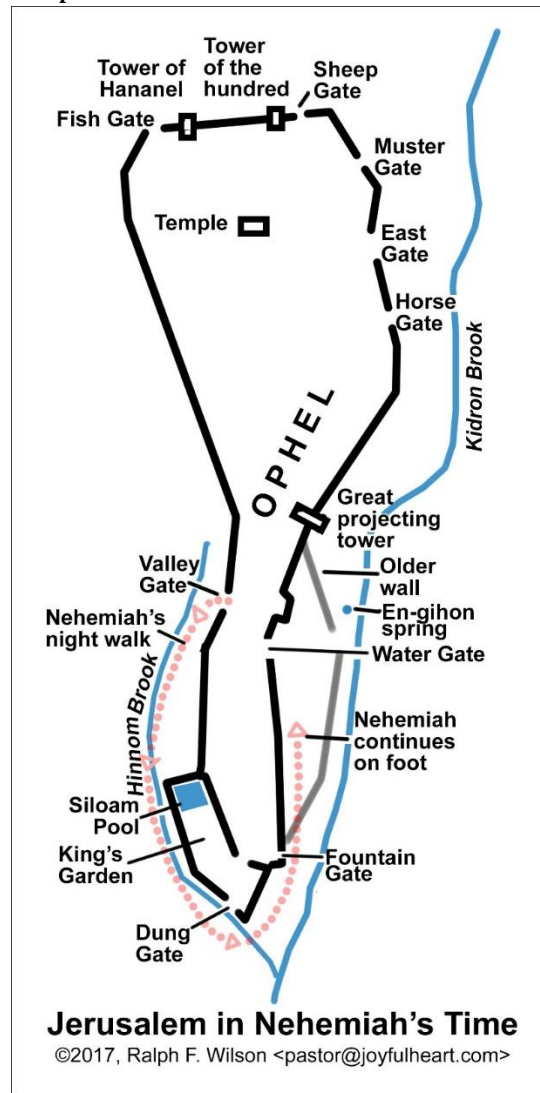 Tower of
Hananel
Tower
of the
hundred
Sheep
Gate
Fish Gate
Muster
Gate
Temple
East
Gate
Horse
Gate
Kidron Brook
OPHEL
Great
projecting
tower
Valley
Gate
Older
wall
Nehemiah's
night walk
En-gihon
spring
Water Gate
Hinnom Brook
Nehemiah
continues
on foot
Siloam
Pool
King's
Garden
Fountain
Gate
Dung
Gate
Jerusalem in Nehemiah's Time
©2017, Ralph F. Wilson <pastor@joyfulheart.com>